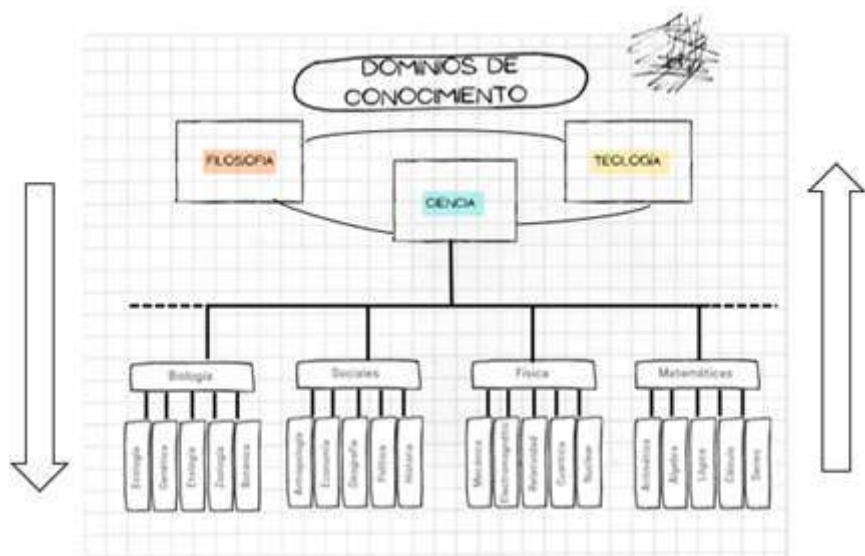 DOMINIOS DE
CONOCIMIENTO
FILOSOFIA
TEOLOGIA
CIENCIA
Biología
Sociales
Física
Matemáticas
Ecología
Genética
Etología
Zoología
Botánica
Antropología
Economía
Geografía
Política
Historia
Mecánica
Electromagnético
Relatividad
Cuántica
Nuclear
Aritmética
Álgebra
Lógica
Cálculo
Series